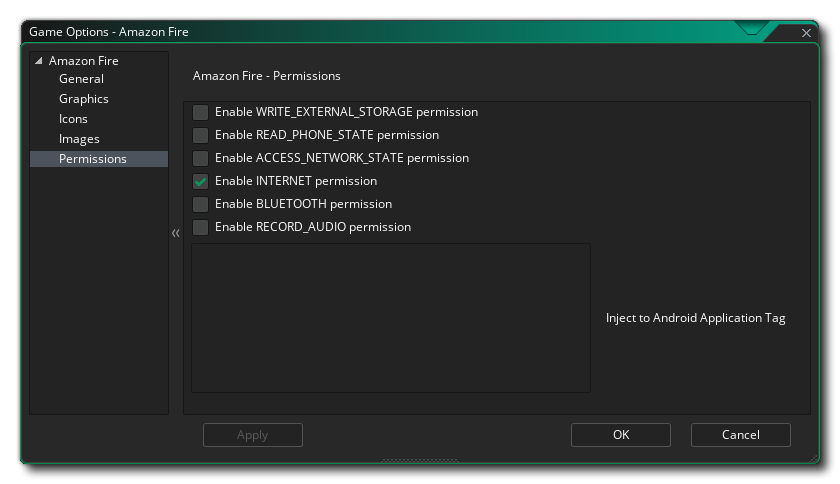 Game Options - Amazon Fire
Amazon Fire
General
Graphics
Icons
Images
Permissions
Amazon Fire - Permissions
Enable WRITE_EXTERNAL_STORAGE permission
Enable READ_PHONE_STATE permission
Enable ACCESS_NETWORK_STATE permission
Enable INTERNET permission
Enable BLUETOOTH permission
Enable RECORD_AUDIO permission
Inject to Android Application Tag
Apply
OK
Cancel